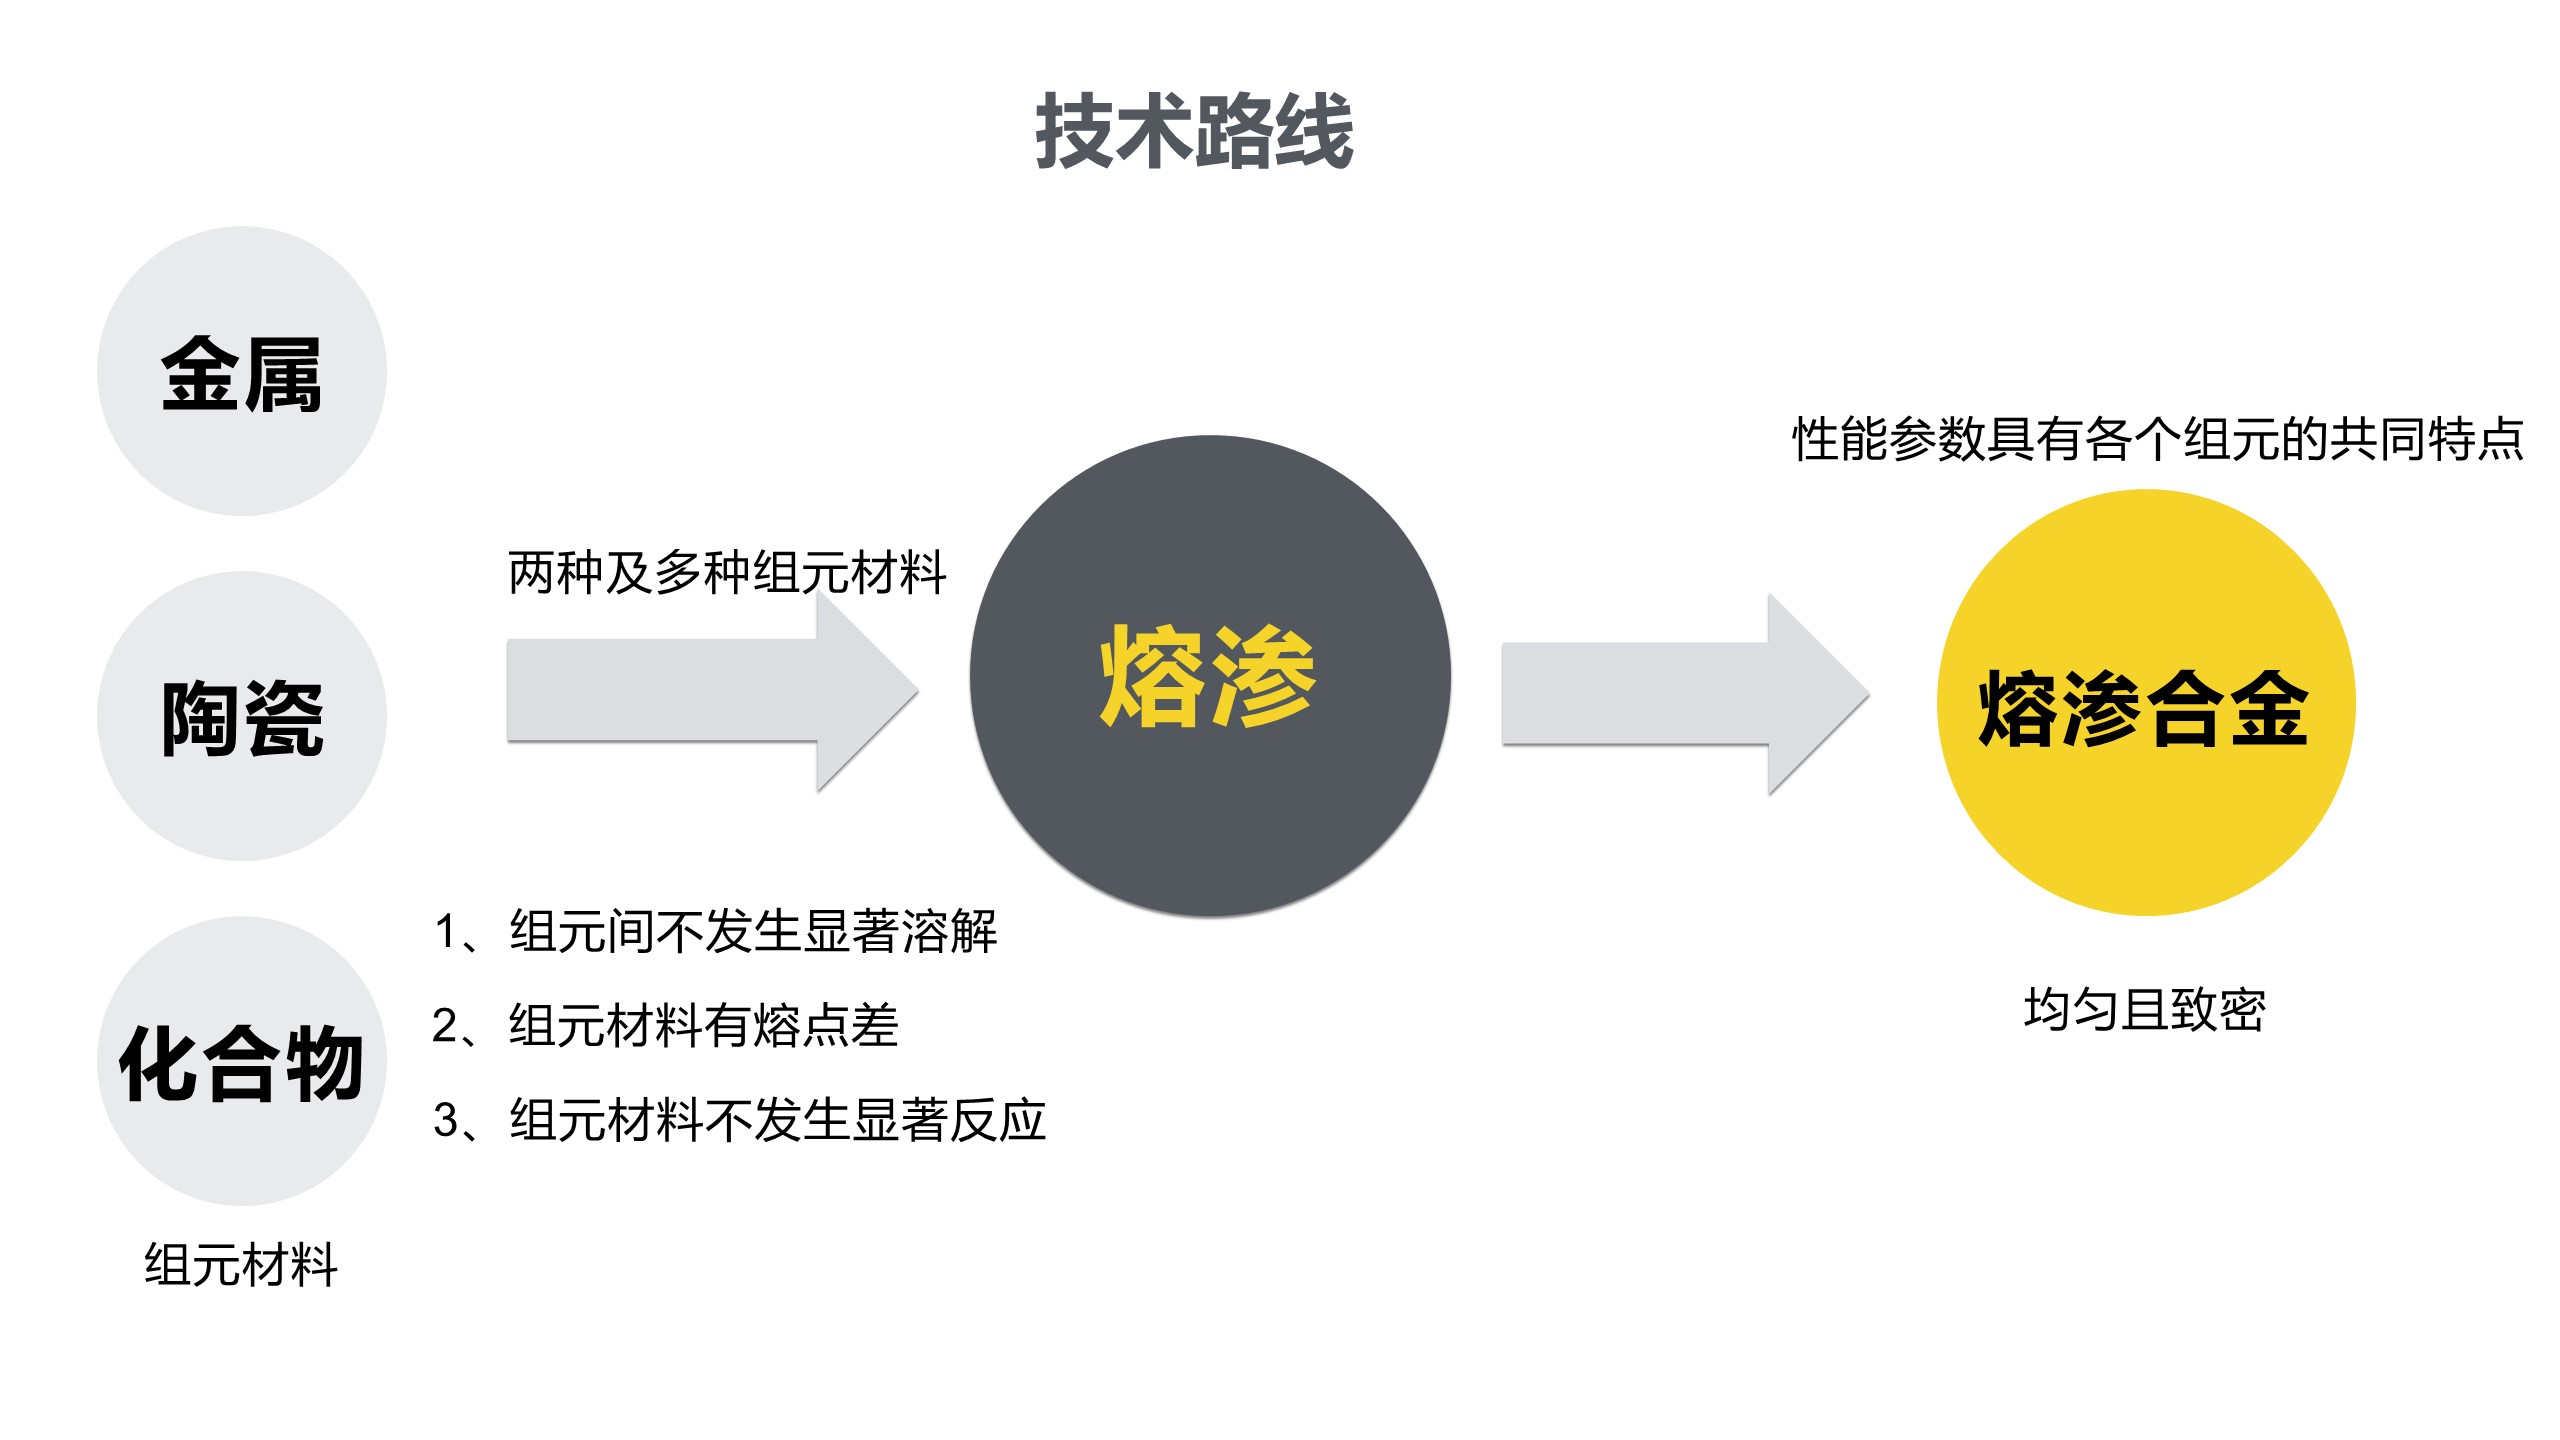 技术路线
金属
陶瓷
化合物
组元材料
两种及多种组元材料
1、组元间不发生显著溶解
2、组元材料有熔点差
3、组元材料不发生显著反应
熔渗
性能参数具有各个组元的共同特点
熔渗合金
均匀且致密